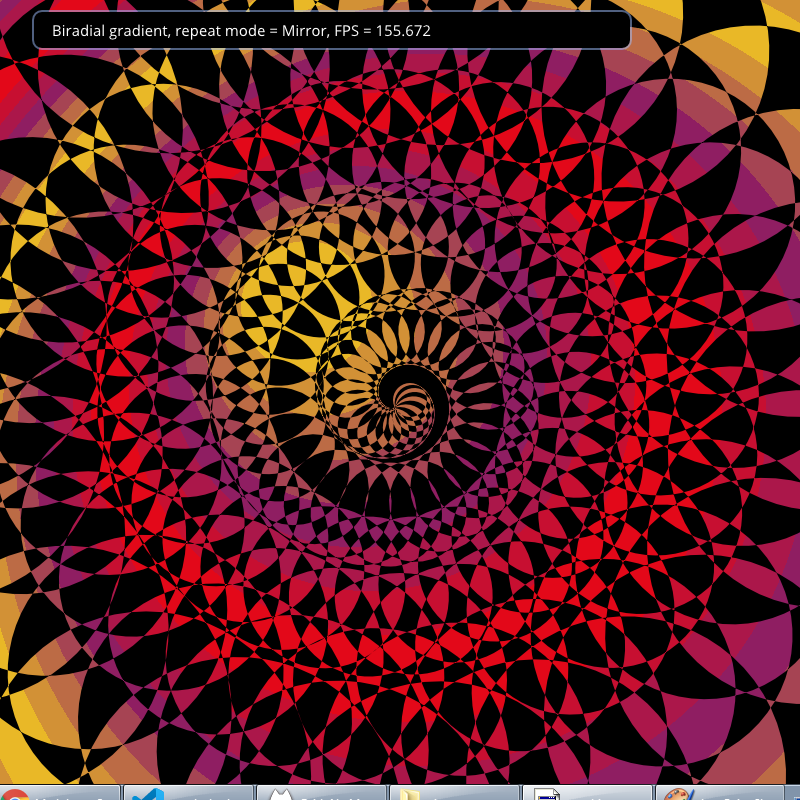 Biradial gradient, repeat mode = Mirror, FPS = 155.672